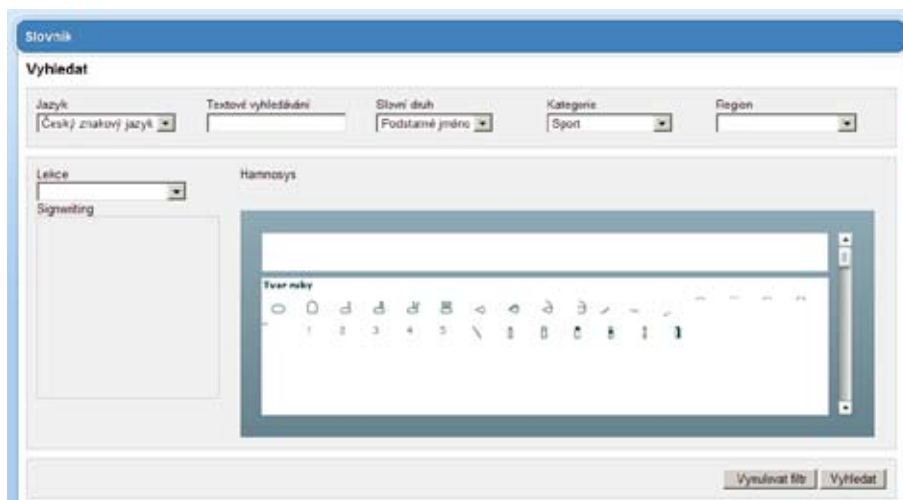 Slovník
Vyhledat
Jazyk Textové vyhledávání Slovní druh Kategorie Region
Český znakový jazyk Podstatné jméno Sport
Lekce Hamnosys
Signwriting
Tvar ruky
1 2 3 4 5
Vynulovat filtr Vyhledat